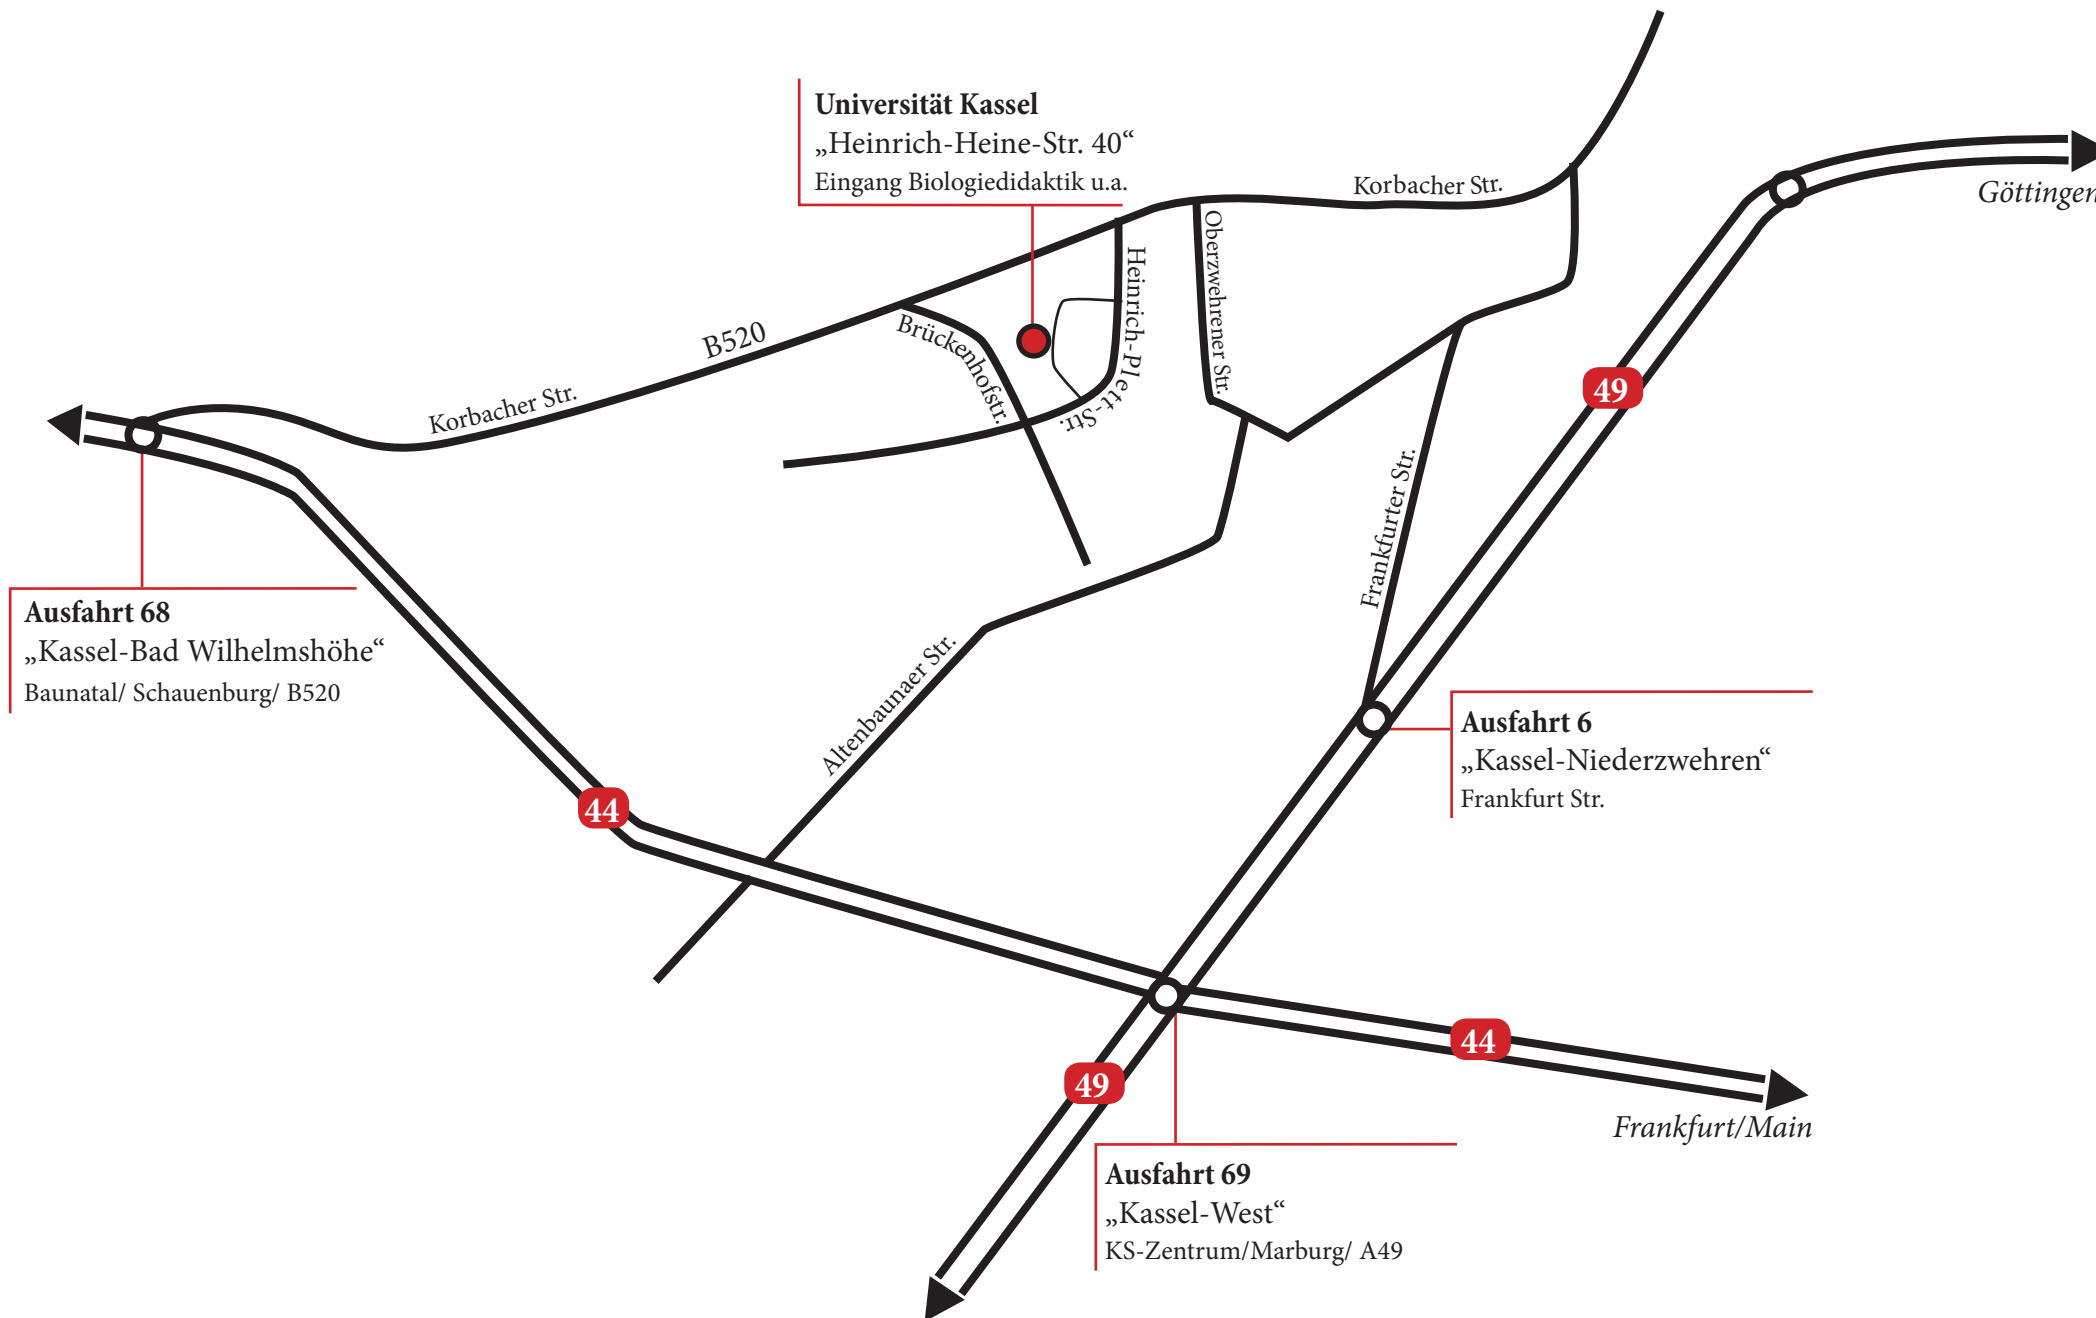 Universität Kassel
„Heinrich-Heine-Str. 40“
Eingang Biologiedidaktik u.a.
Korbacher Str.
Göttingen
Oberzwehrener Str.
Heinrich-Plett-Str.
Brückenhofstr.
B520
Korbacher Str.
49
Frankfurter Str.
Ausfahrt 68
„Kassel-Bad Wilhelmshöhe“
Baunatal/ Schauenburg/ B520
Altenbaunaer Str.
Ausfahrt 6
„Kassel-Niederzwehren“
Frankfurt Str.
44
44
49
Frankfurt/Main
Ausfahrt 69
„Kassel-West“
KS-Zentrum/Marburg/ A49